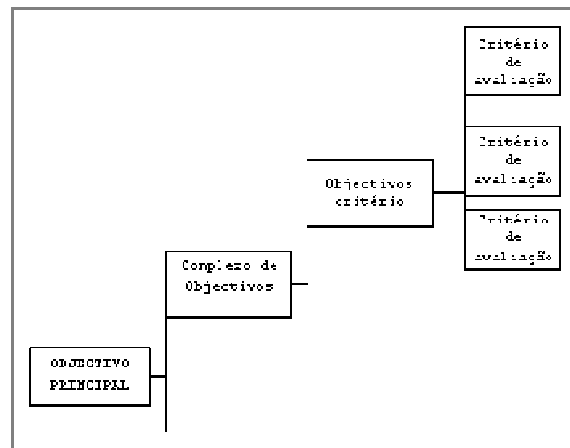 Critério
de
avaliação
Critério
de
avaliação
Objectivos
critério
Critério
de
avaliação
Complexo de
Objectivos
OBJECTIVO
PRINCIPAL